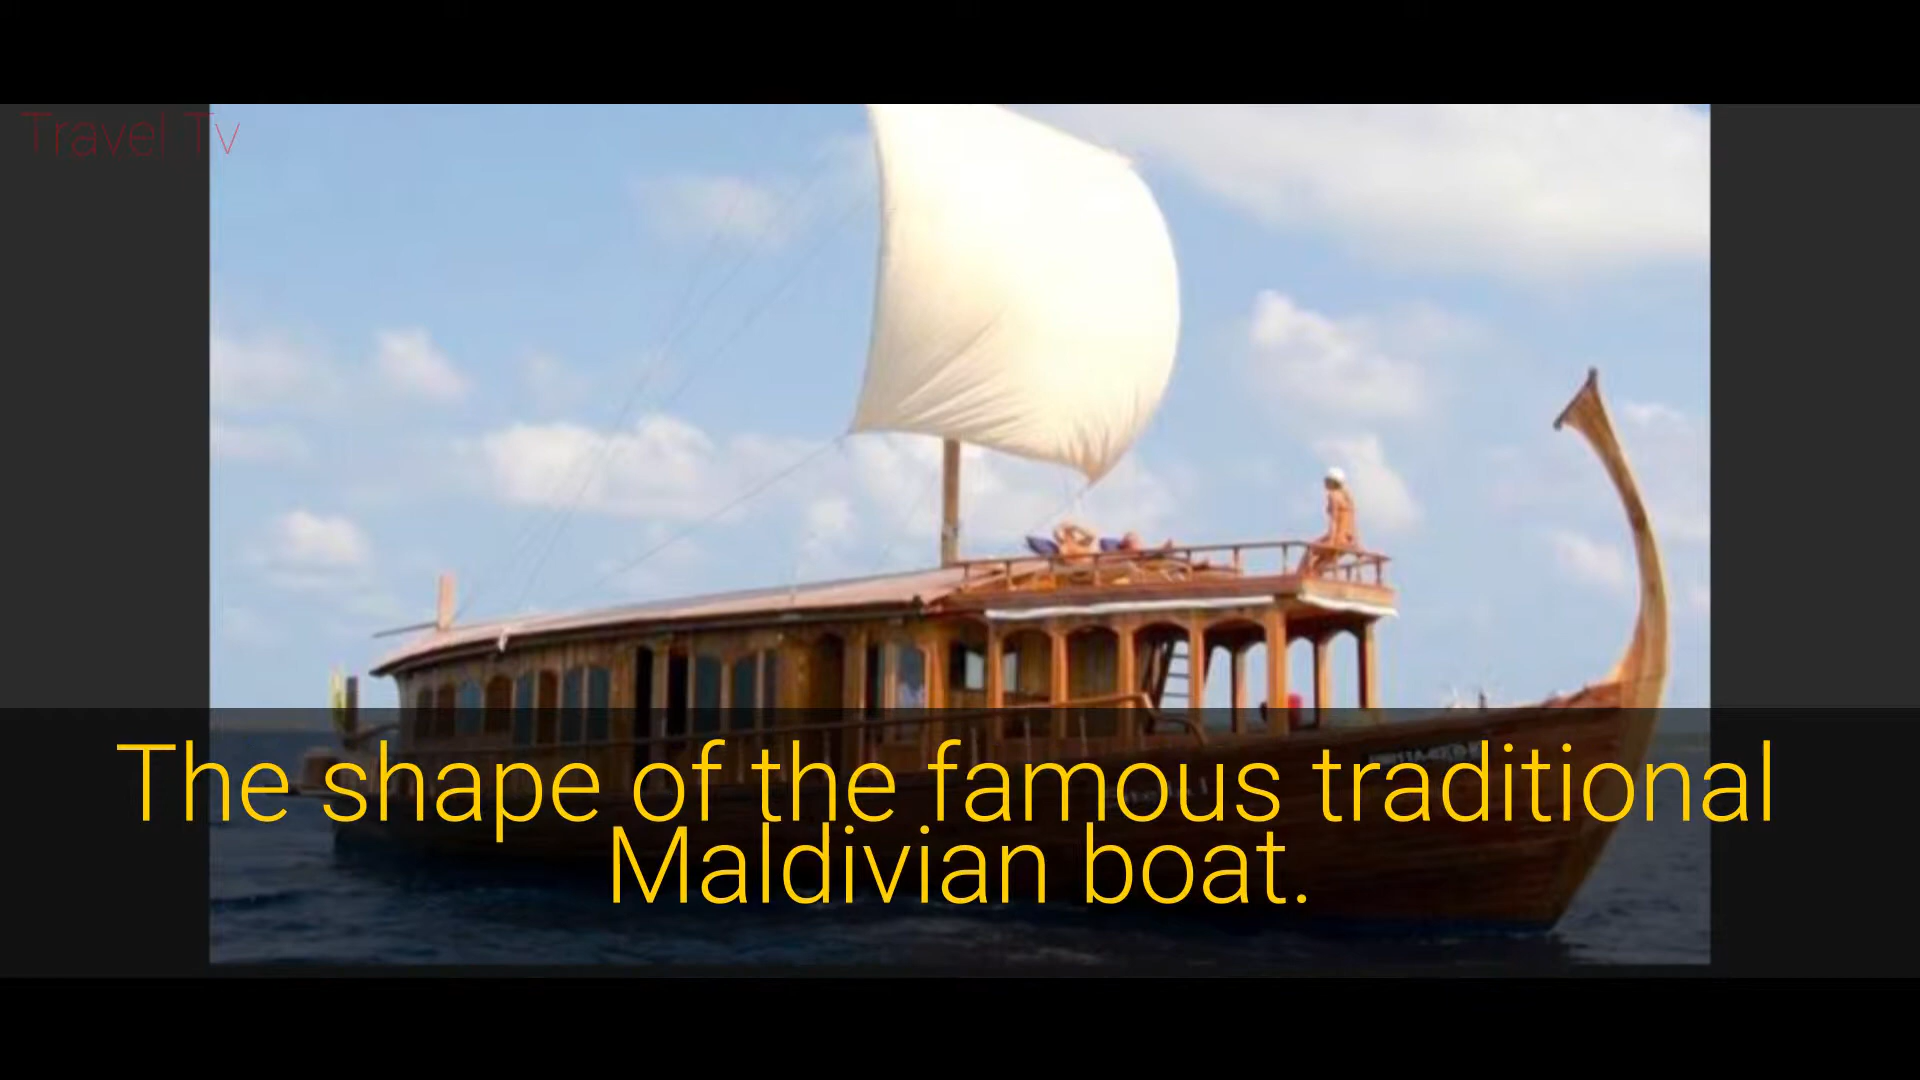 Travel Tv
The shape of the famous traditional
Maldivian boat.